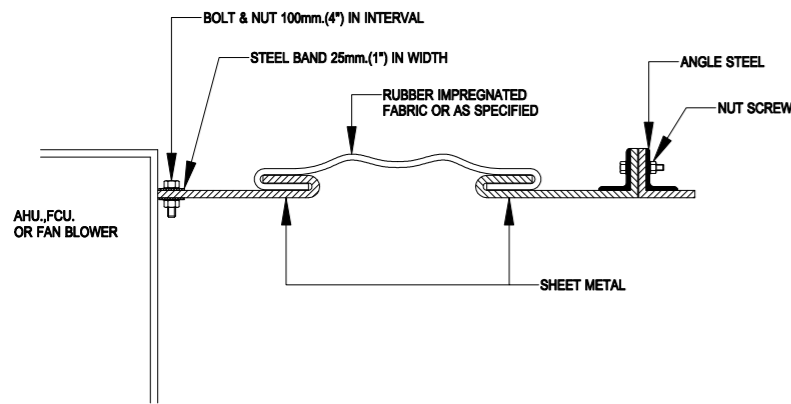 BOLT & NUT 100mm.(4") IN INTERVAL
STEEL BAND 25mm.(1") IN WIDTH
ANGLE STEEL
RUBBER IMPREGNATED
FABRIC OR AS SPECIFIED
NUT SCREW
AHU.,FCU.
OR FAN BLOWER
SHEET METAL